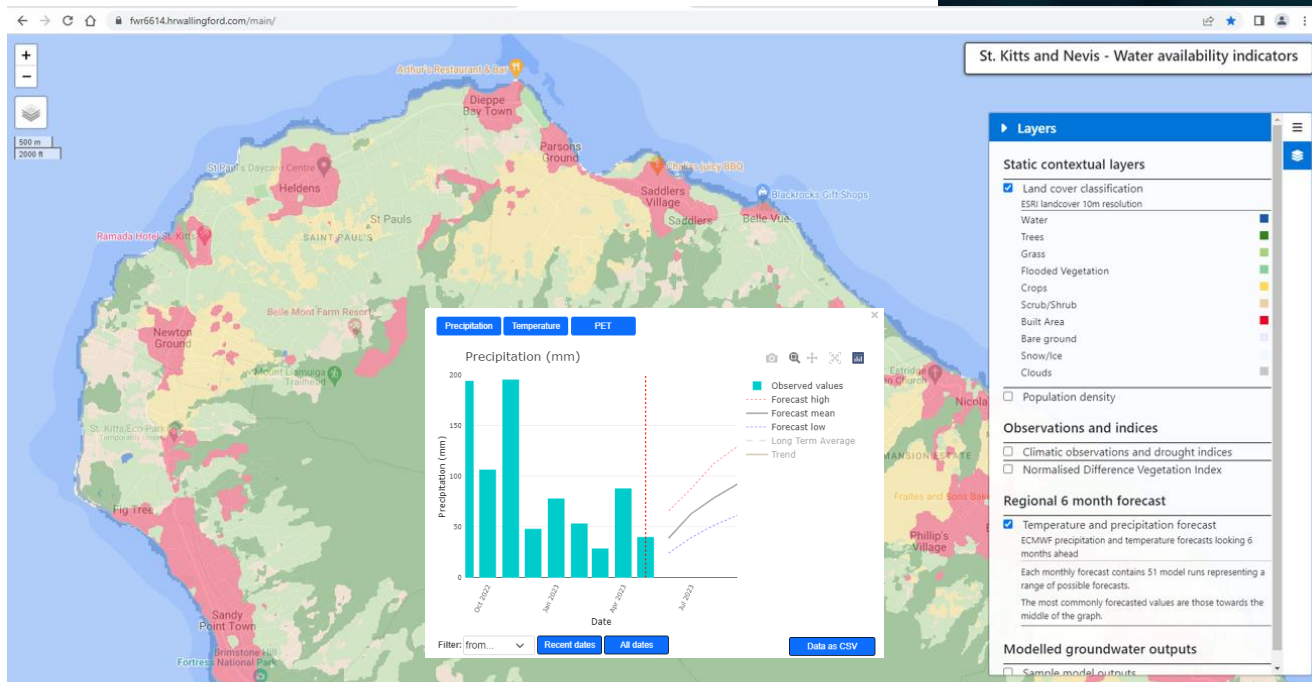 fwr6614.hrwallingford.com/main/
+
−
500 m
2000 ft
St. Kitts and Nevis - Water availability indicators
Arthur's Restaurant & Bar
Dieppe
Bay Town
Parsons
Ground
St Paul's Daycare Centre
Heldens
Saddlers
Village
Blackrocks Gift Shops
St Pauls
Saddlers
Belle Vue
Ramada Hotel St. Kitts
SAINT PAUL'S
Belle Mont Farm Resort
Newton
Ground
Mount Liamuiga
Trailhead
St. Kitts Eco-Park
Temporarily closed
Fig Tree
Sandy
Point Town
Brimstone Hill
Fortress National Park
Estridge
Nicola
MANSION ESTATE
Phillip's
Village
Layers
Static contextual layers
Land cover classification
ESRI landcover 10m resolution
Water
Trees
Grass
Flooded Vegetation
Crops
Scrub/Shrub
Built Area
Bare ground
Snow/Ice
Clouds
Population density
Observations and indices
Climatic observations and drought indices
Normalised Difference Vegetation Index
Regional 6 month forecast
Temperature and precipitation forecast
ECMWF precipitation and temperature forecasts looking 6
months ahead
Each monthly forecast contains 51 model runs representing a
range of possible forecasts.
The most commonly forecasted values are those towards the
middle of the graph.
Modelled groundwater outputs
Sample model outputs
Precipitation
Temperature
PET
Precipitation (mm)
200
150
100
50
0
Precipitation (mm)
Oct 2022
Jan 2023
Apr 2023
Jul 2023
Date
Observed values
Forecast high
Forecast mean
Forecast low
Long Term Average
Trend
Filter: from...
Recent dates
All dates
Data as CSV